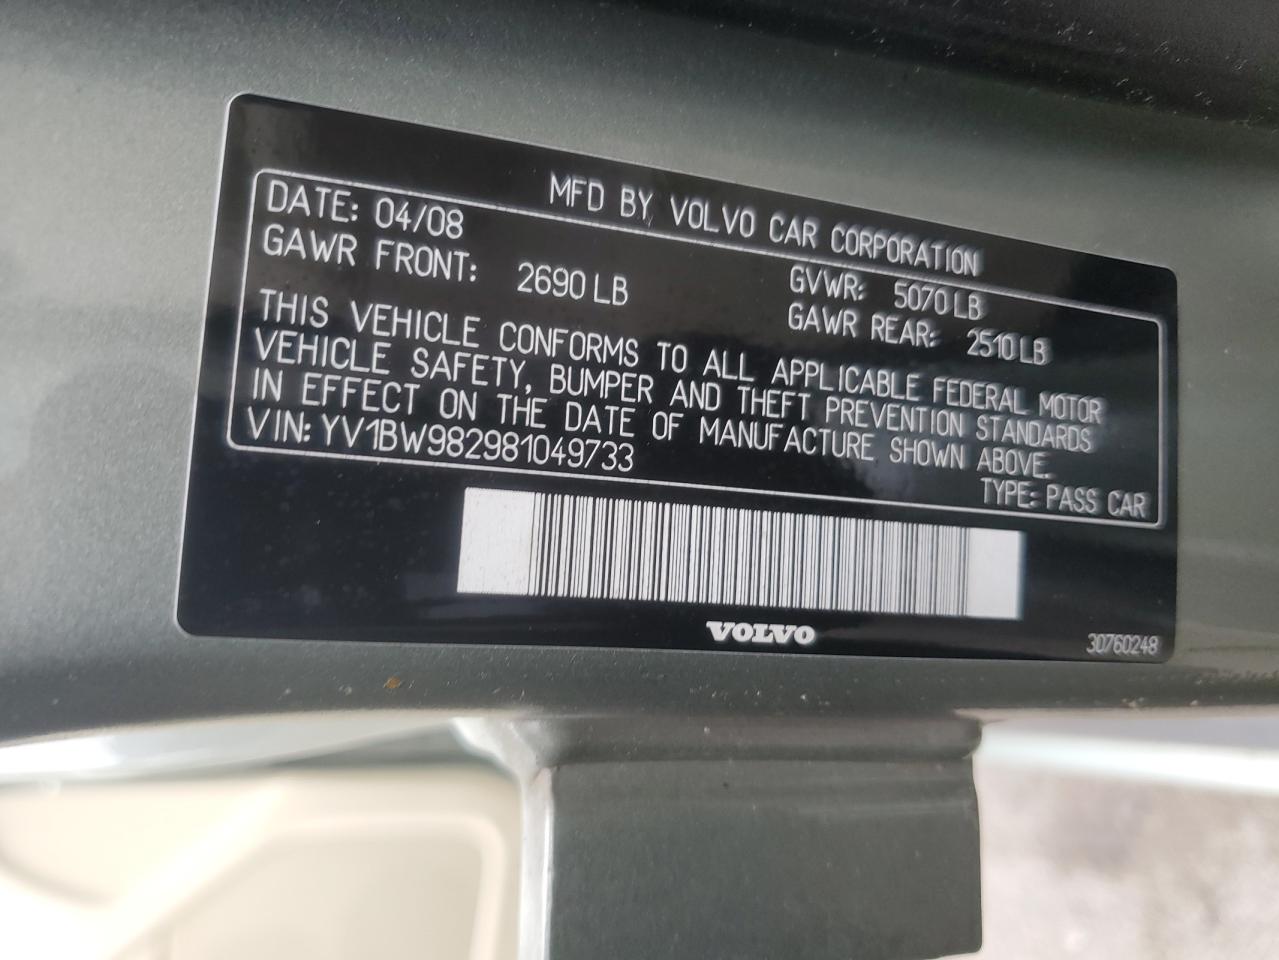 MFD BY VOLVO CAR CORPORATION
DATE: 04/08 GVWR: 5070 LB
GAWR FRONT: 2690 LB GAWR REAR: 2510 LB
THIS VEHICLE CONFORMS TO ALL APPLICABLE FEDERAL MOTOR
VEHICLE SAFETY, BUMPER AND THEFT PREVENTION STANDARDS
IN EFFECT ON THE DATE OF MANUFACTURE SHOWN ABOVE.
VIN: YV1BW982981049733 TYPE: PASS CAR
VOLVO
30760248